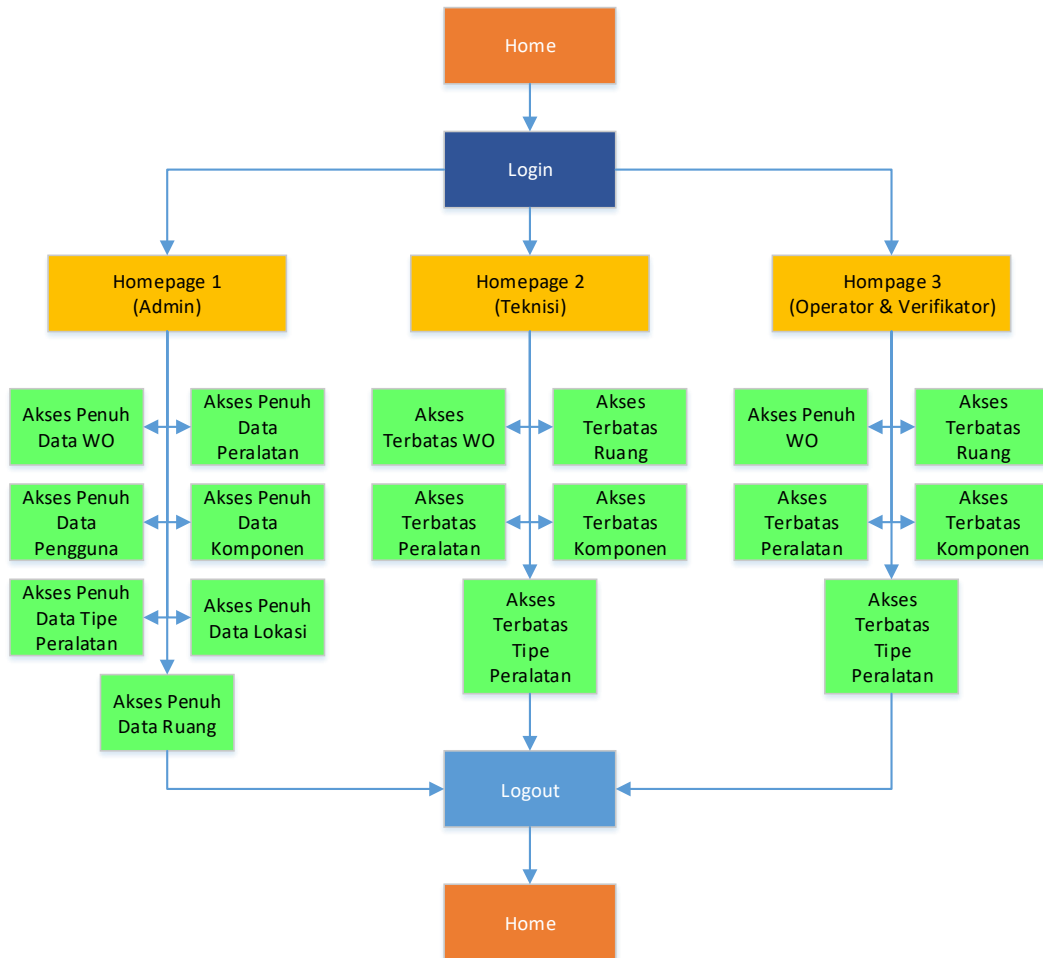 Home
Login
Homepage 1
(Admin)
Homepage 2
(Teknisi)
Hompage 3
(Operator & Verifikator)
Akses Penuh
Data WO
Akses Penuh
Data
Peralatan
Akses
Terbatas WO
Akses
Terbatas
Ruang
Akses Penuh
WO
Akses
Terbatas
Ruang
Akses Penuh
Data
Pengguna
Akses Penuh
Data
Komponen
Akses
Terbatas
Peralatan
Akses
Terbatas
Komponen
Akses
Terbatas
Peralatan
Akses
Terbatas
Komponen
Akses Penuh
Data Tipe
Peralatan
Akses Penuh
Data Lokasi
Akses
Terbatas
Tipe
Peralatan
Akses
Terbatas
Tipe
Peralatan
Akses Penuh
Data Ruang
Logout
Home